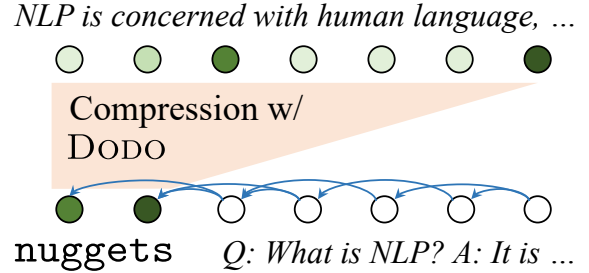 NLP is concerned with human language, ...
Compression w/
DODO
nuggets Q: What is NLP? A: It is ...